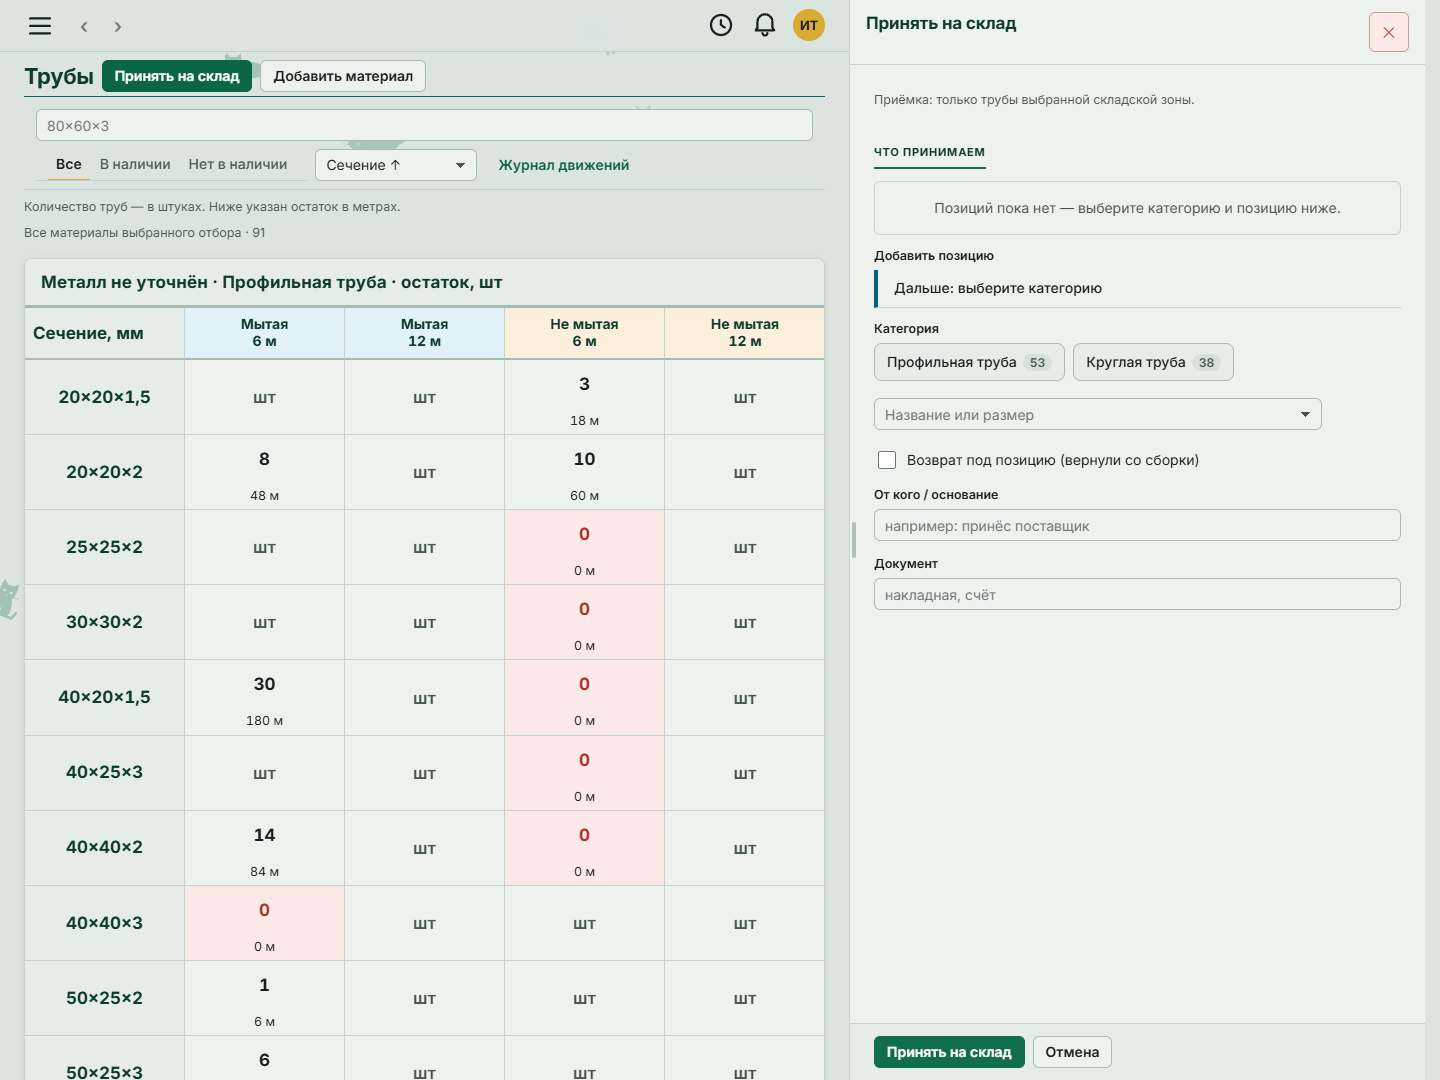 ИТ
Трубы
Принять на склад
Добавить материал
80×60×3
Все
В наличии
Нет в наличии
Сечение ↑
Журнал движений
Количество труб — в штуках. Ниже указан остаток в метрах.
Все материалы выбранного отбора · 91
Металл не уточнён · Профильная труба · остаток, шт
Сечение, мм
Мытая
6 м
Мытая
12 м
Не мытая
6 м
Не мытая
12 м
20×20×1,5
шт
шт
3
18 м
шт
20×20×2
8
48 м
шт
10
60 м
шт
25×25×2
шт
шт
0
0 м
шт
30×30×2
шт
шт
0
0 м
шт
40×20×1,5
30
180 м
шт
0
0 м
шт
40×25×3
шт
шт
0
0 м
шт
40×40×2
14
84 м
шт
0
0 м
шт
40×40×3
0
0 м
шт
шт
шт
50×25×2
1
6 м
шт
шт
шт
50×25×3
6
шт
шт
шт
Принять на склад
Приёмка: только трубы выбранной складской зоны.
ЧТО ПРИНИМАЕМ
Позиций пока нет — выберите категорию и позицию ниже.
Добавить позицию
Дальше: выберите категорию
Категория
Профильная труба 53
Круглая труба 38
Название или размер
Возврат под позицию (вернули со сборки)
От кого / основание
например: принёс поставщик
Документ
накладная, счёт
Принять на склад
Отмена